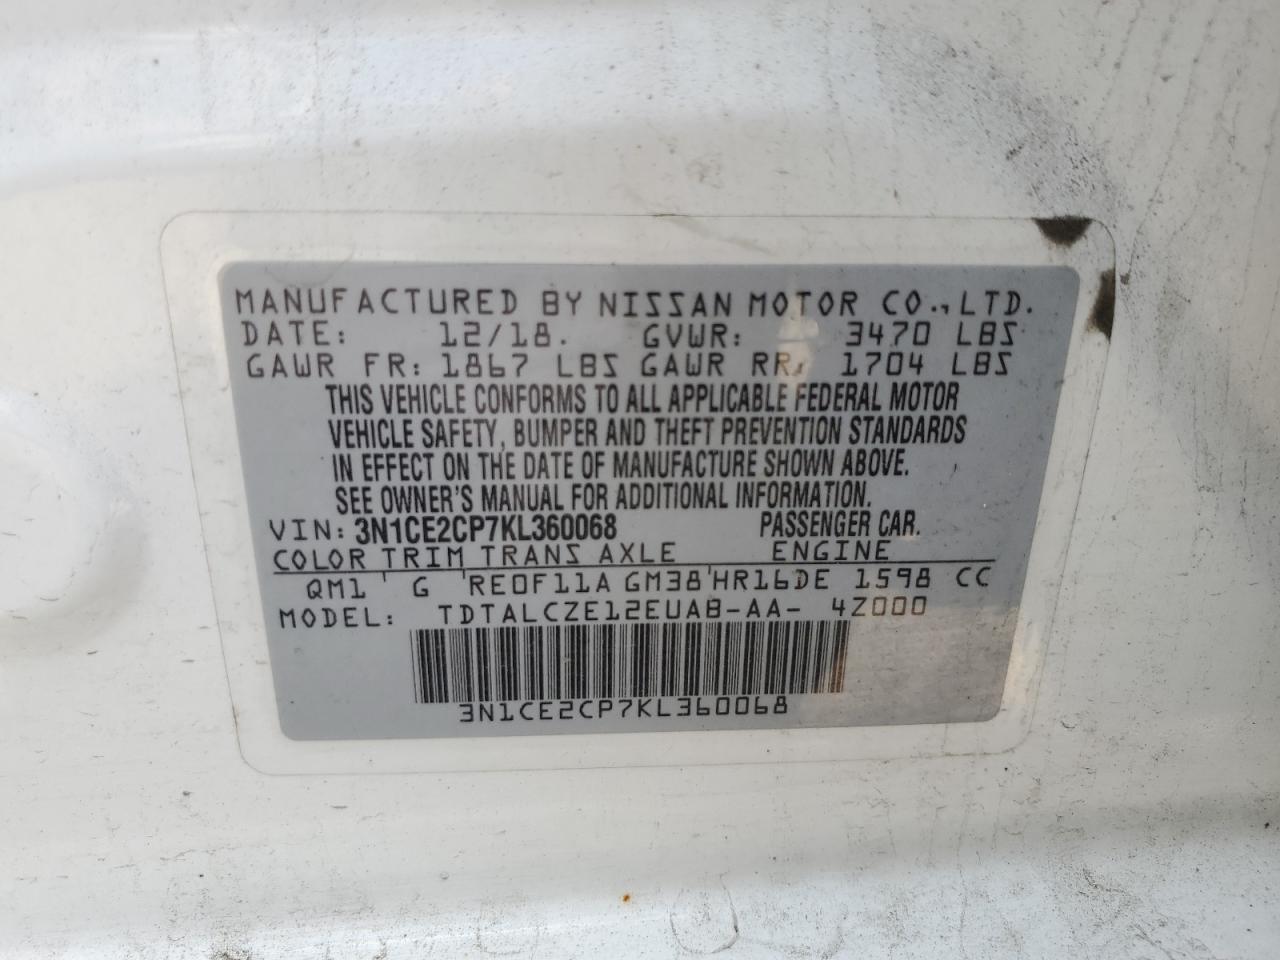 MANUFACTURED BY NISSAN MOTOR CO., LTD.
DATE: 12/18. GVWR: 3470 LBS
GAWR FR: 1867 LBS GAWR RR: 1704 LBS
THIS VEHICLE CONFORMS TO ALL APPLICABLE FEDERAL MOTOR
VEHICLE SAFETY, BUMPER AND THEFT PREVENTION STANDARDS
IN EFFECT ON THE DATE OF MANUFACTURE SHOWN ABOVE.
SEE OWNER'S MANUAL FOR ADDITIONAL INFORMATION.
VIN: 3N1CE2CP7KL360068 PASSENGER CAR.
COLOR TRIM TRANS AXLE ENGINE
QM1 G RE0F11A GM38 HR16DE 1598 CC
MODEL: TDTALCZE12EUAB-AA- 4Z000
3N1CE2CP7KL360068